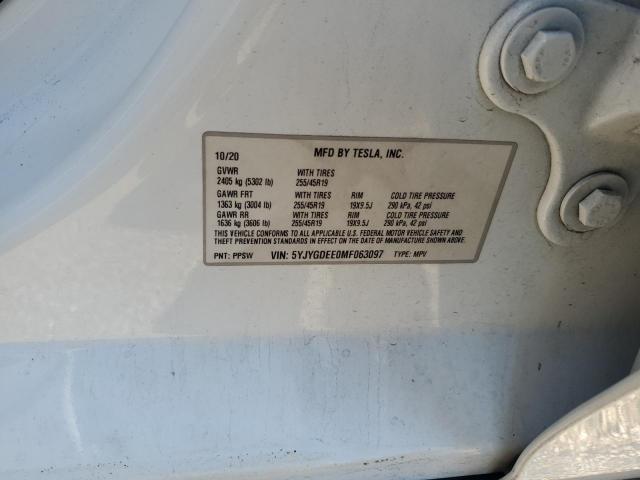 10/20 MFD BY TESLA, INC.
GVWR WITH TIRES
2405 kg (5302 lb) 255/45R19
GAWR FRT WITH TIRES RIM COLD TIRE PRESSURE
1363 kg (3004 lb) 255/45R19 19X9.5J 290 kPa, 42 psi
GAWR RR WITH TIRES RIM COLD TIRE PRESSURE
1636 kg (3606 lb) 255/45R19 19X9.5J 290 kPa, 42 psi
THIS VEHICLE CONFORMS TO ALL APPLICABLE U.S. FEDERAL MOTOR VEHICLE SAFETY AND
THEFT PREVENTION STANDARDS IN EFFECT ON THE DATE OF MANUFACTURE SHOWN ABOVE.
PNT: PPSW VIN: 5YJYGDEE0MF063097 TYPE: MPV